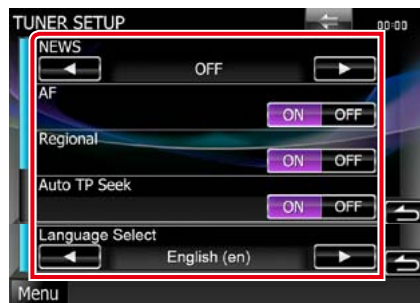 TUNER SETUP
00:00
NEWS
OFF
AF
ON OFF
Regional
ON OFF
Auto TP Seek
ON OFF
Language Select
English (en)
Menu